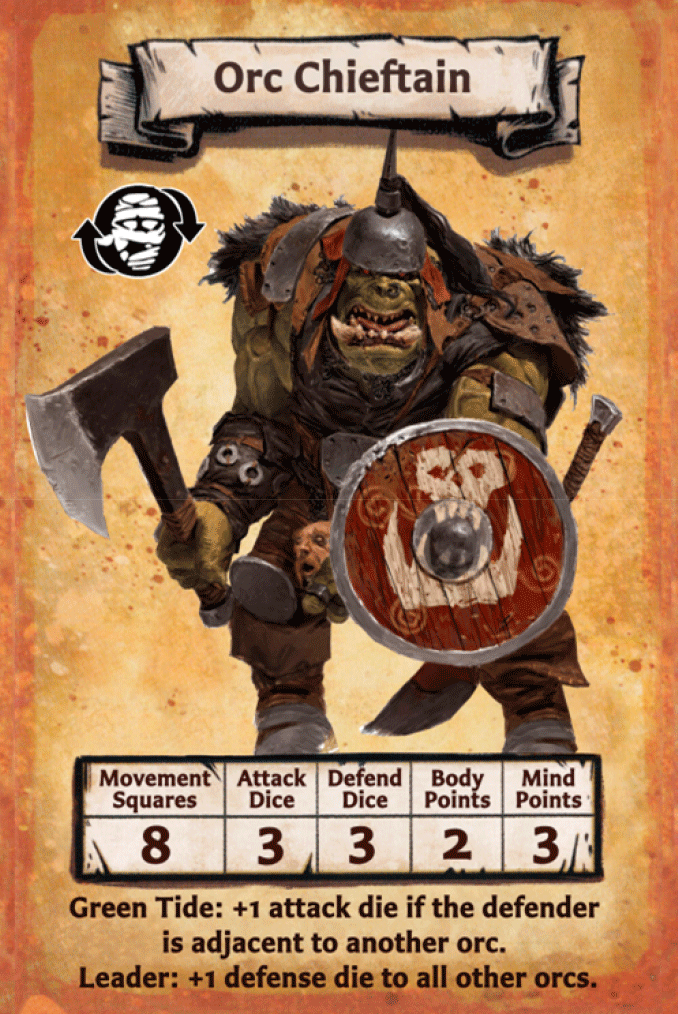 Orc Chieftain
Movement Squares Attack Dice Defend Dice Body Points Mind Points
8 3 3 2 3
Green Tide: +1 attack die if the defender
is adjacent to another orc.
Leader: +1 defense die to all other orcs.